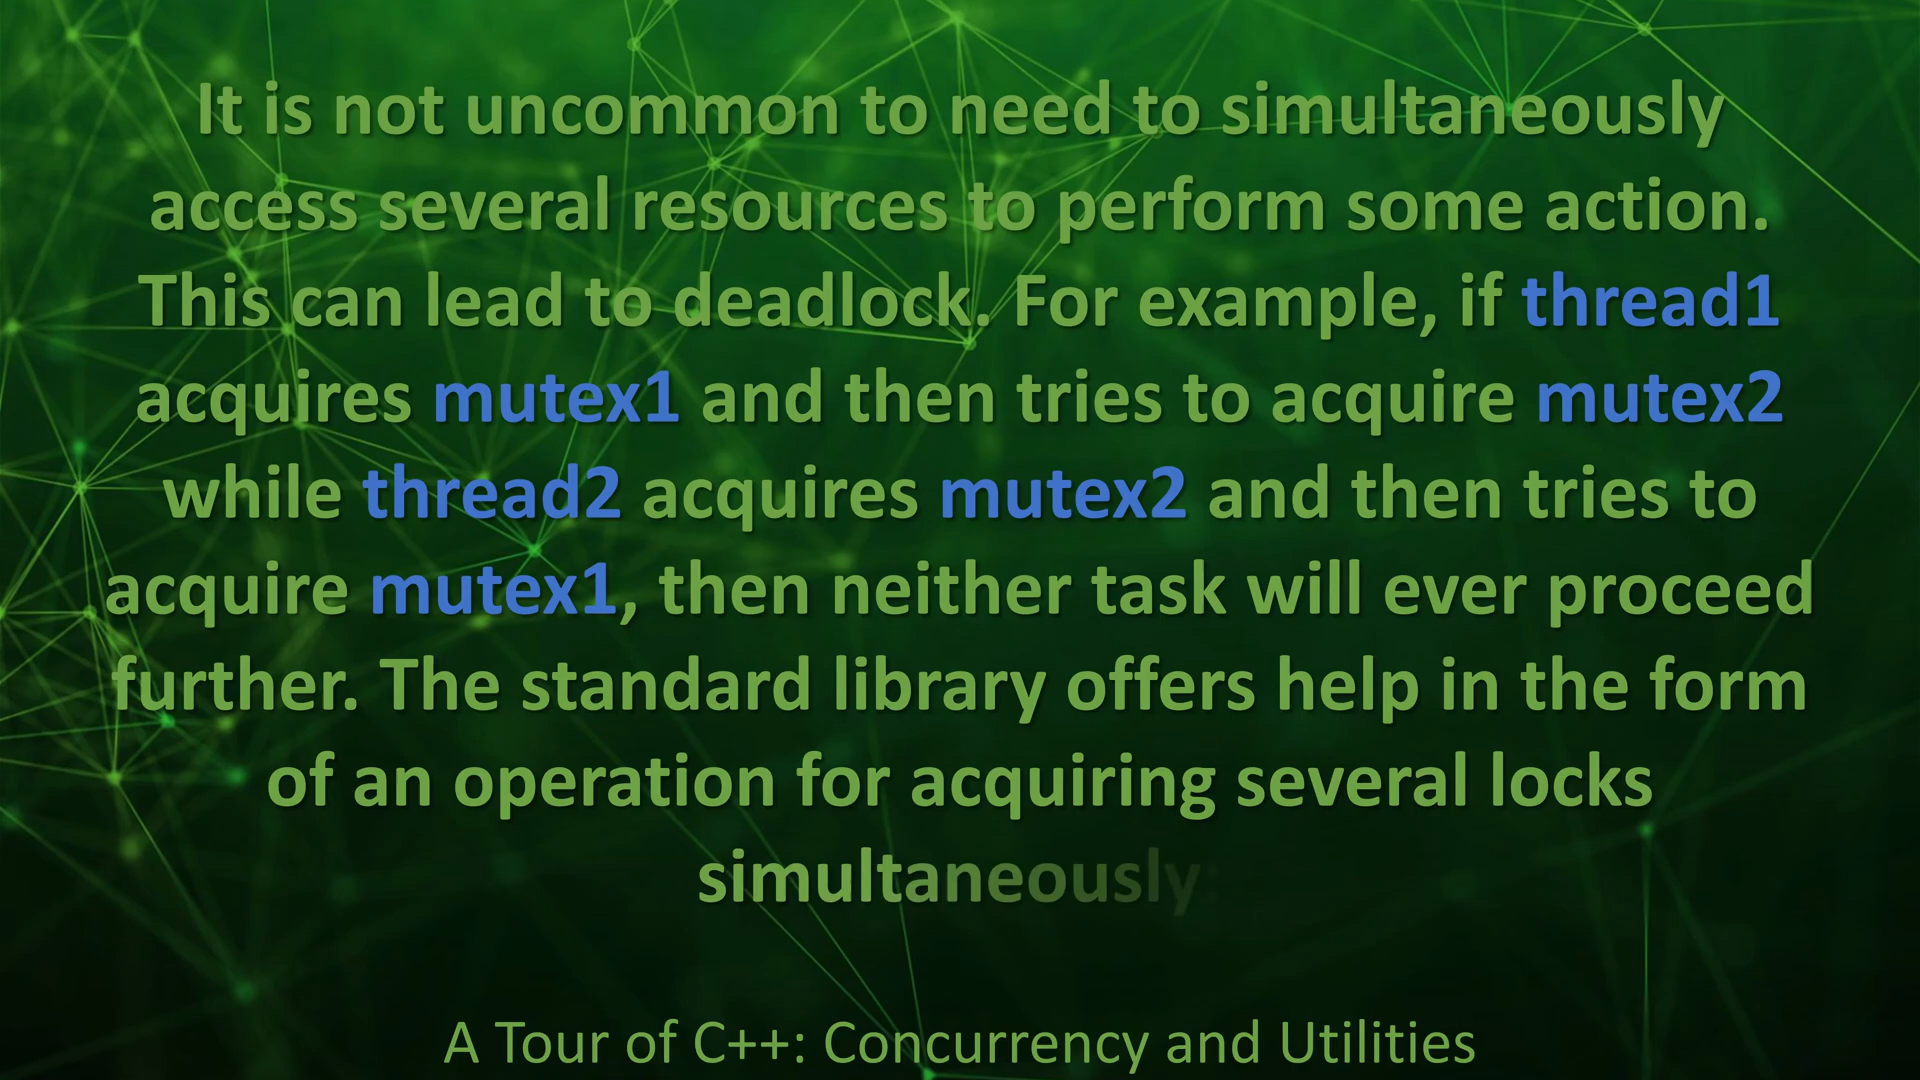 It is not uncommon to need to simultaneously
access several resources to perform some action.
This can lead to deadlock. For example, if thread1
acquires mutex1 and then tries to acquire mutex2
while thread2 acquires mutex2 and then tries to
acquire mutex1, then neither task will ever proceed
further. The standard library offers help in the form
of an operation for acquiring several locks
simultaneously:
A Tour of C++: Concurrency and Utilities